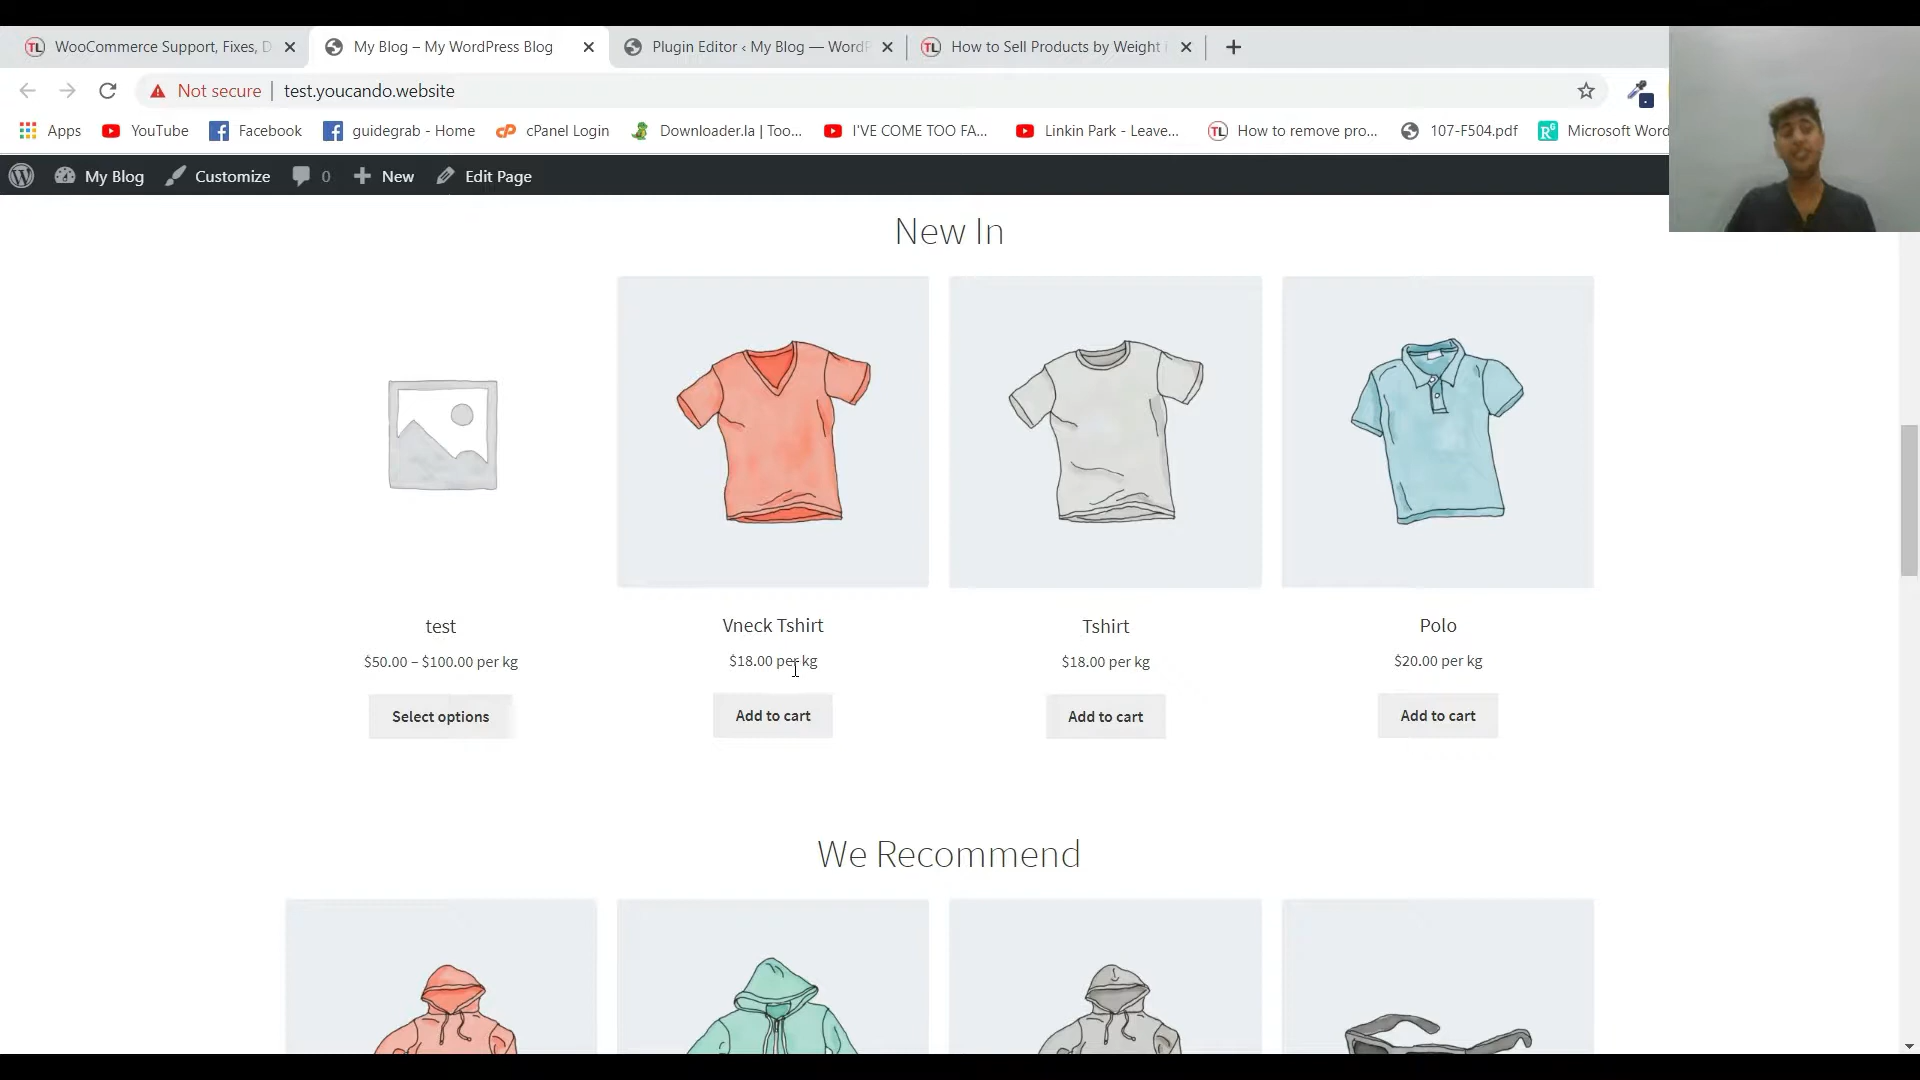 WooCommerce Support, Fixes, D
My Blog – My WordPress Blog
Plugin Editor ‹ My Blog — WordP
How to Sell Products by Weight i
Not secure
test.youcando.website
Apps
YouTube
Facebook
guidegrab - Home
cPanel Login
Downloader.la | Too...
I'VE COME TOO FA...
Linkin Park - Leave...
How to remove pro...
107-F504.pdf
Microsoft Word
My Blog
Customize
0
New
Edit Page
New In
test
Vneck Tshirt
Tshirt
Polo
$50.00 – $100.00 per kg
$18.00 per kg
$18.00 per kg
$20.00 per kg
Select options
Add to cart
Add to cart
Add to cart
We Recommend